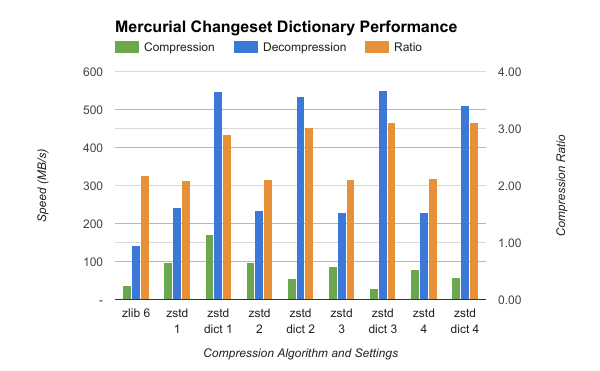 Mercurial Changeset Dictionary Performance
Compression Decompression Ratio
600 4.00
500
400 3.00
300 2.00
200
100 1.00
- 0.00
Speed (MB/s)
Compression Ratio
zlib 6 zstd zstd zstd zstd zstd zstd zstd zstd
1 dict 1 2 dict 2 3 dict 3 4 dict 4
Compression Algorithm and Settings